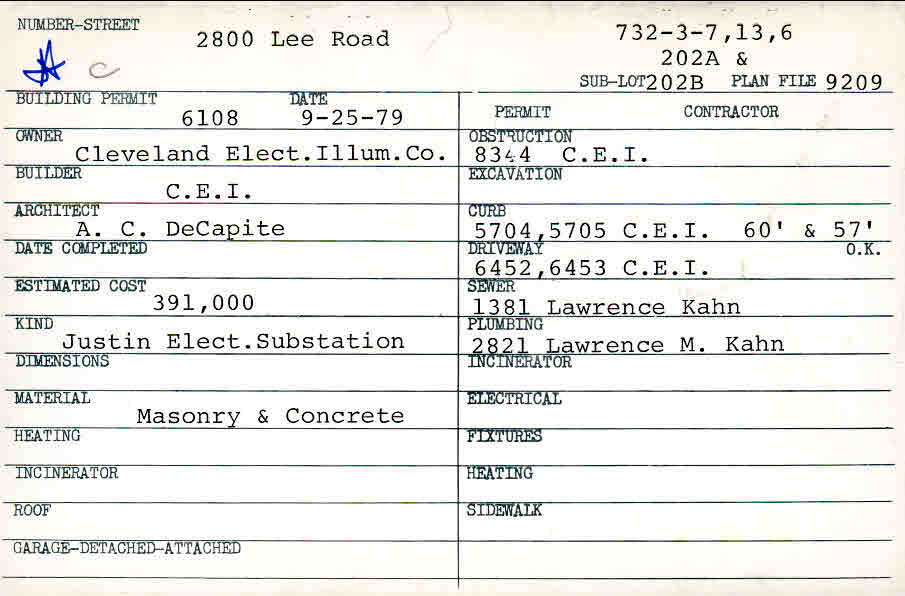 NUMBER-STREET 2800 Lee Road 732-3-7,13,6
202A &
SUB-LOT 202B PLAN FILE 9209
BUILDING PERMIT 6108 DATE 9-25-79
OWNER Cleveland Elect.Illum.Co.
BUILDER C.E.I.
ARCHITECT A. C. DeCapite
DATE COMPLETED
ESTIMATED COST 391,000
KIND Justin Elect.Substation
DIMENSIONS
MATERIAL Masonry & Concrete
HEATING
INCINERATOR
ROOF
GARAGE-DETACHED-ATTACHED
PERMIT CONTRACTOR
OBSTRUCTION 8344 C.E.I.
EXCAVATION
CURB 5704,5705 C.E.I. 60' & 57'
O.K.
DRIVEWAY 6452,6453 C.E.I.
SEWER 1381 Lawrence Kahn
PLUMBING 2821 Lawrence M. Kahn
INCINERATOR
ELECTRICAL
FIXTURES
HEATING
SIDEWALK